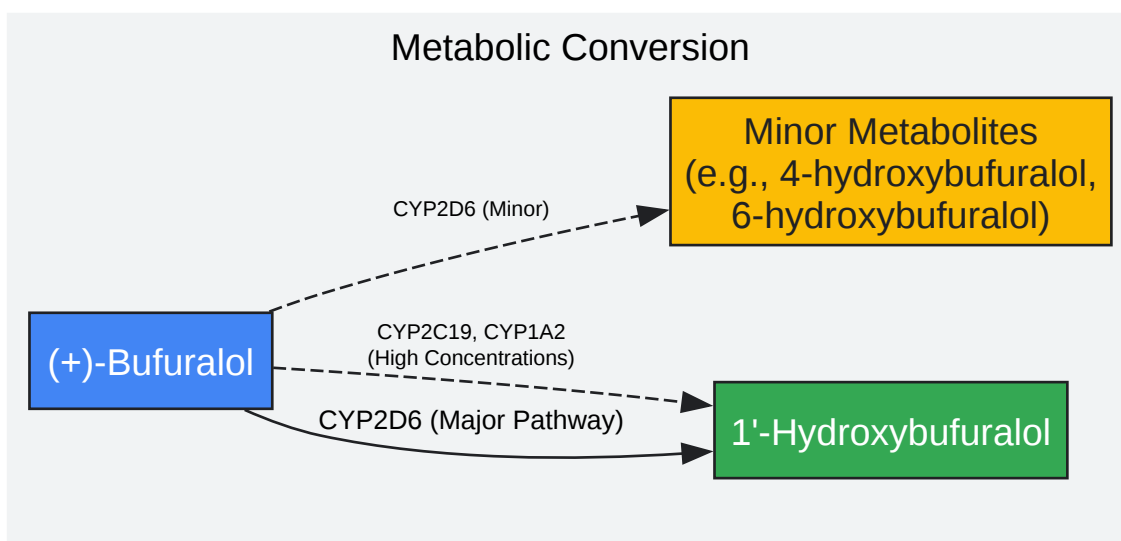 Metabolic Conversion
Minor Metabolites
(e.g., 4-hydroxybufuralol,
6-hydroxybufuralol)
CYP2D6 (Minor)
CYP2C19, CYP1A2
(High Concentrations)
(+)-Bufuralol
CYP2D6 (Major Pathway)
1'-Hydroxybufuralol